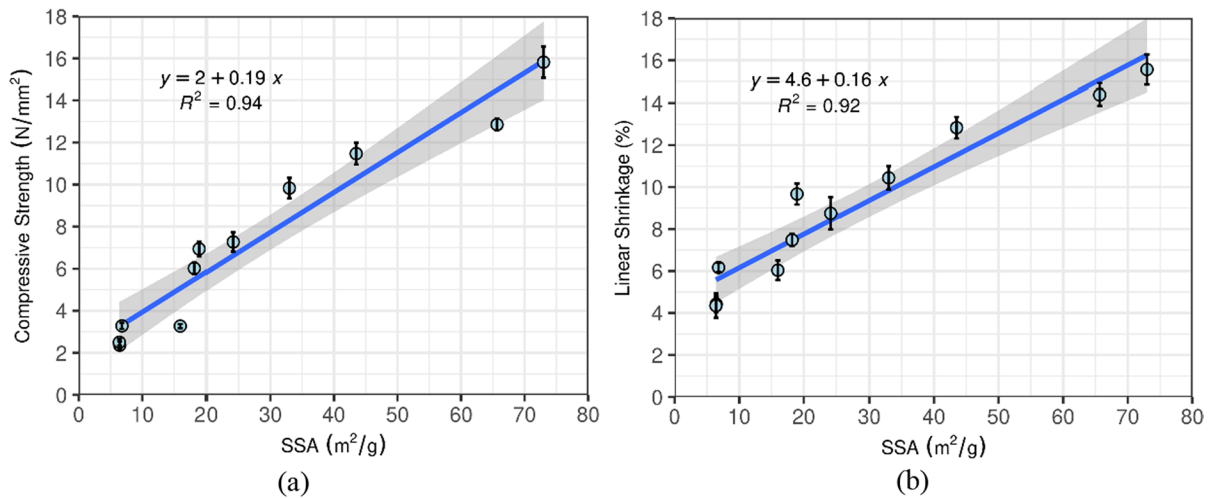 18
16
14
12
10
8
6
4
2
0
Compressive Strength (N/mm²)
y = 2 + 0.19 x
R² = 0.94
0 10 20 30 40 50 60 70 80
SSA (m²/g)
(a)
18
16
14
12
10
8
6
4
2
0
Linear Shrinkage (%)
y = 4.6 + 0.16 x
R² = 0.92
0 10 20 30 40 50 60 70 80
SSA (m²/g)
(b)